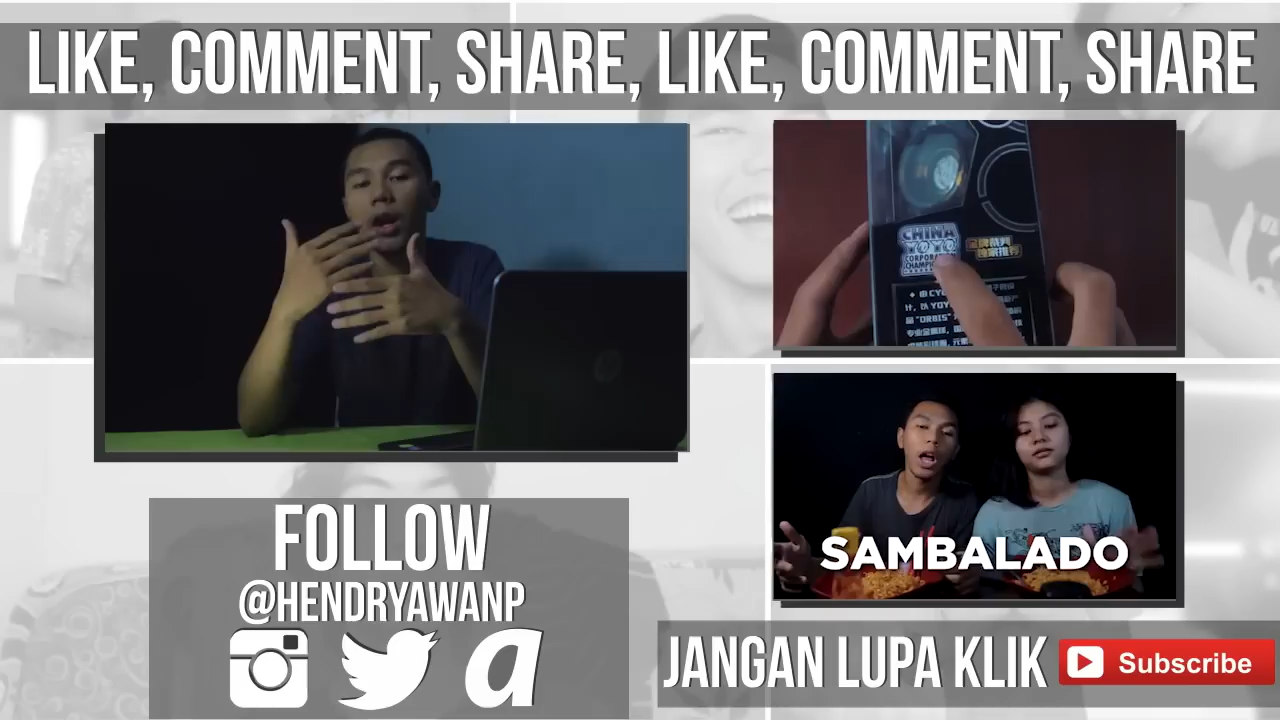 LIKE, COMMENT, SHARE, LIKE, COMMENT, SHARE
CHINA
YOYO
FOLLOW
@HENDRYAWANP
a
SAMBALADO
JANGAN LUPA KLIK
Subscribe